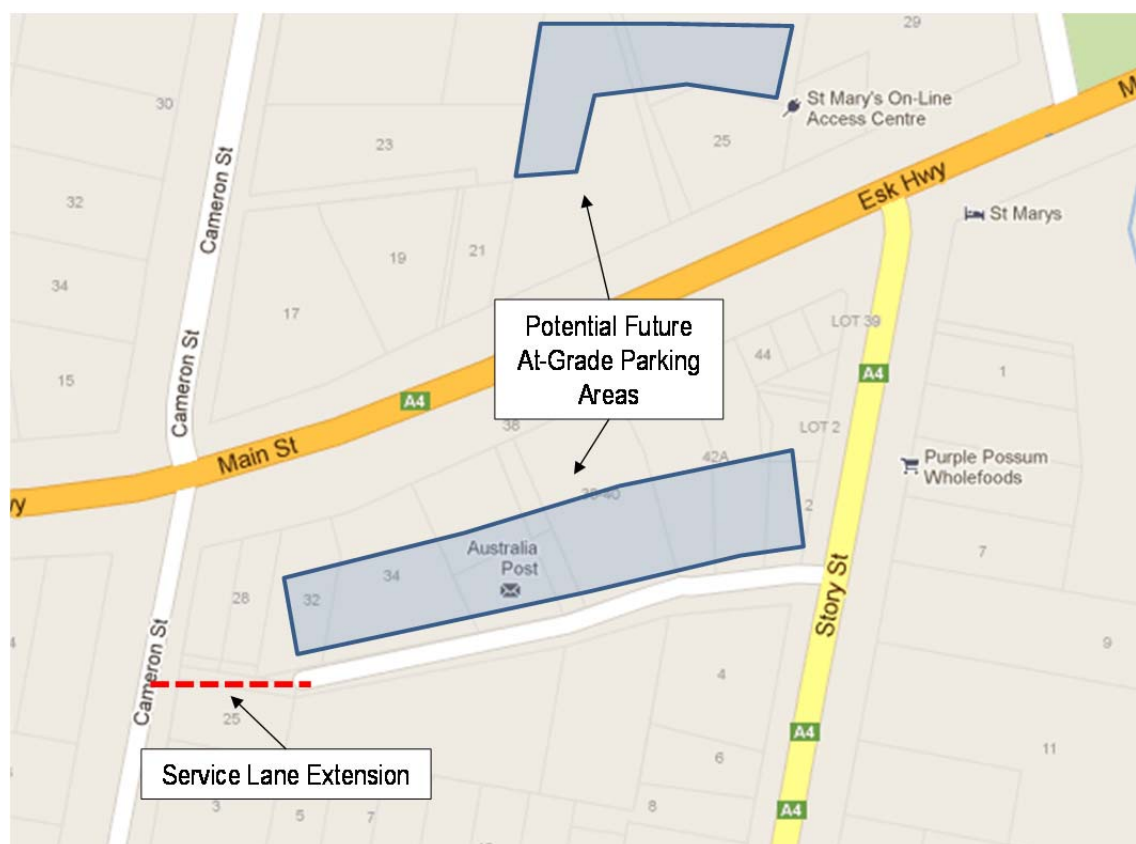 29
30
St Mary's On-Line
Access Centre
23
25
M
Cameron St
Esk Hwy
32
St Marys
19
21
34
17
Potential Future
At-Grade Parking
Areas
LOT 39
44
1
15
A4
A4
Cameron St
38
LOT 2
Main St
42A
Purple Possum
Wholefoods
wy
2
Australia
Post
34
7
28
32
Story St
Cameron St
9
4
25
A4
11
6
Service Lane Extension
3
5
7
8
A4